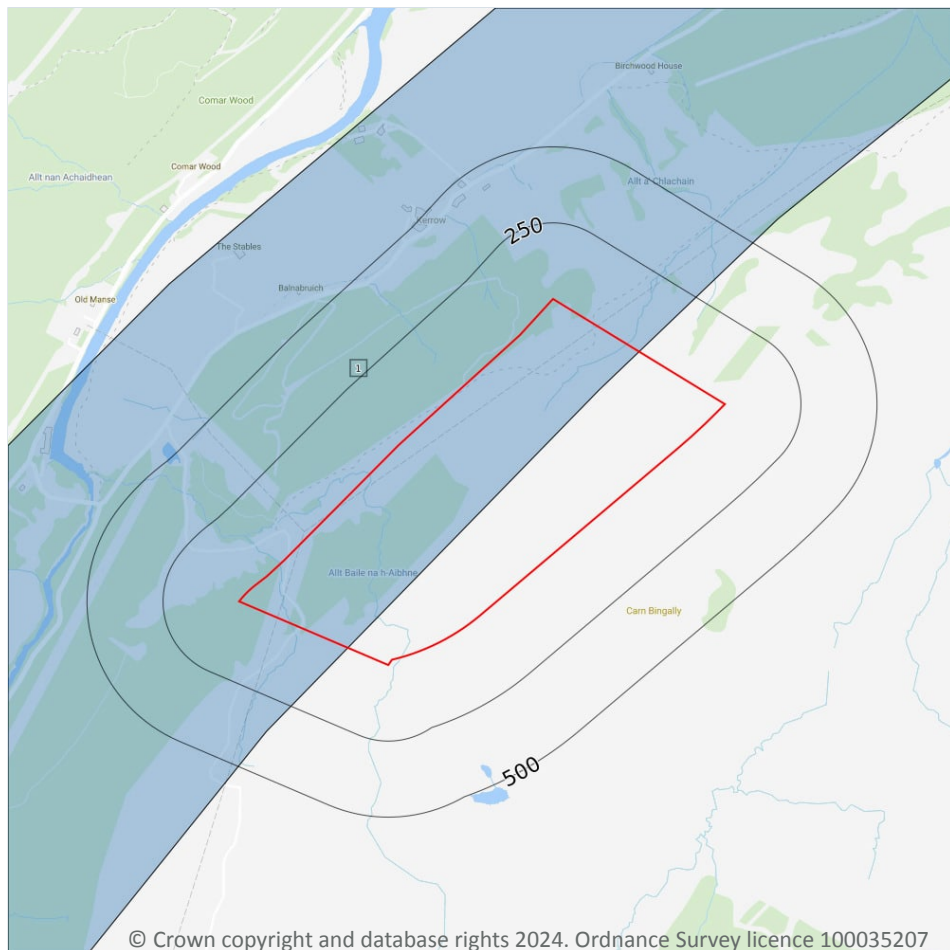 Birchwood House
Comar Wood
Comar Wood
Allt nan Achaidhean
Allt a' Chlachain
Kerrow
250
The Stables
Balnabruich
Old Manse
1
Allt Baile na h-Aibhne
Carn Bingally
500
© Crown copyright and database rights 2024. Ordnance Survey licence 100035207